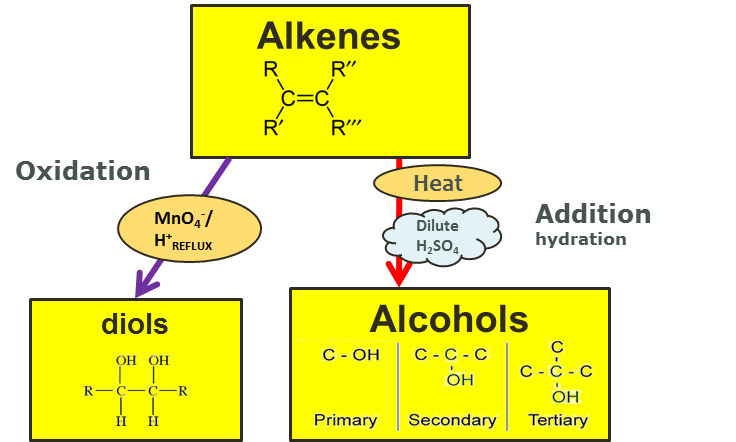 Alkenes
R R″
C=C
R′ R‴
Oxidation
Heat
MnO₄⁻/
H⁺REFLUX
Addition
hydration
Dilute
H₂SO₄
diols
OH OH
R—C—C—R
H H
Alcohols
C - OH
Primary
C - C - C
OH
Secondary
C
C - C - C
OH
Tertiary